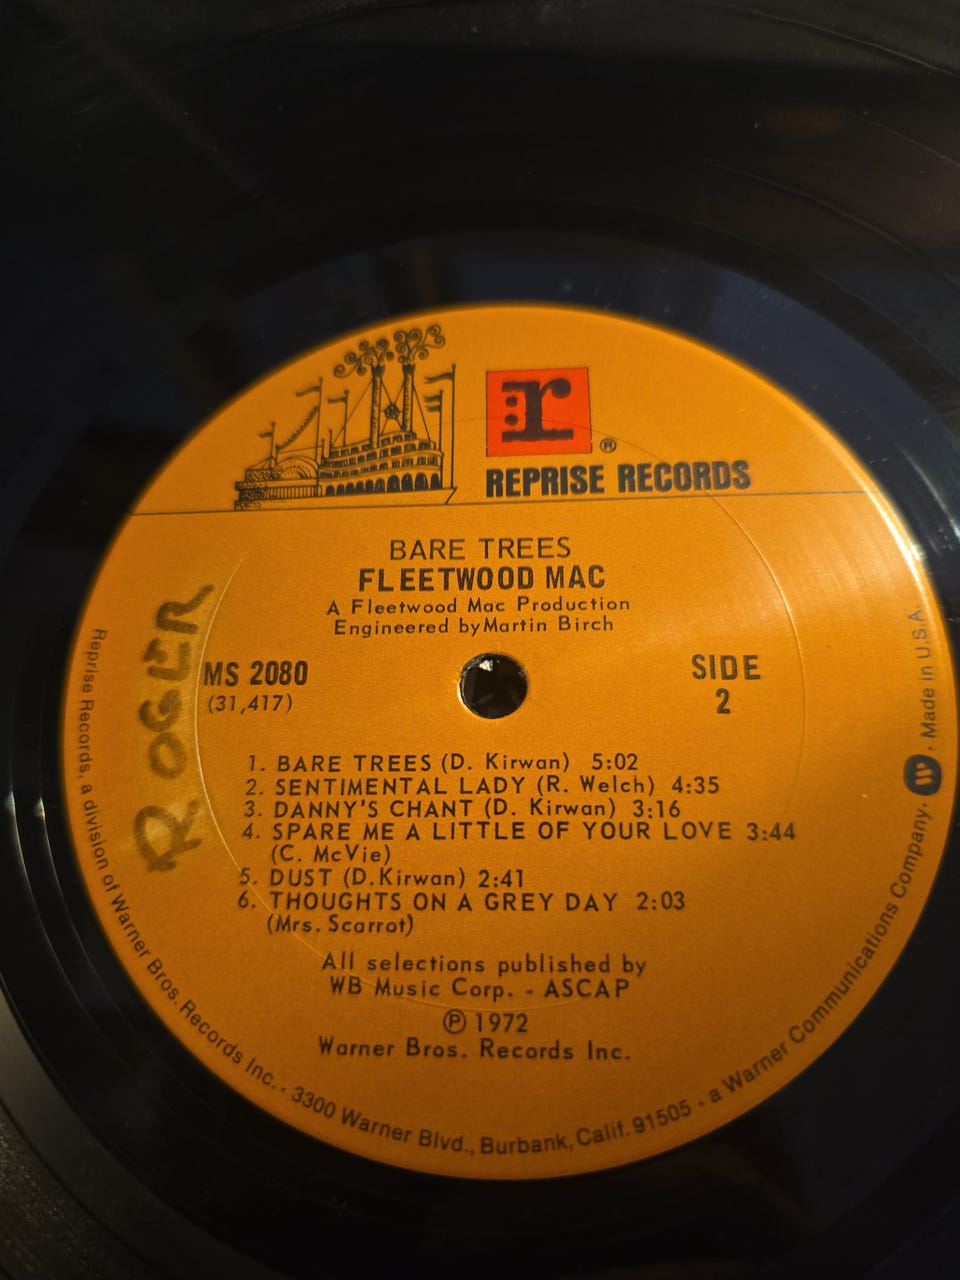 r
®
REPRISE RECORDS
BARE TREES
FLEETWOOD MAC
A Fleetwood Mac Production
Engineered by Martin Birch
ROGER
MS 2080
(31,417)
SIDE
2
1. BARE TREES (D. Kirwan) 5:02
2. SENTIMENTAL LADY (R. Welch) 4:35
3. DANNY'S CHANT (D. Kirwan) 3:16
4. SPARE ME A LITTLE OF YOUR LOVE 3:44
(C. McVie)
5. DUST (D.Kirwan) 2:41
6. THOUGHTS ON A GREY DAY 2:03
(Mrs. Scarrot)
All selections published by
WB Music Corp. - ASCAP
Ⓟ 1972
Warner Bros. Records Inc.
Reprise Records, a division of Warner Bros. Records Inc. · 3300 Warner Blvd., Burbank, Calif. 91505 · a Warner Communications Company · W · Made in U.S.A.